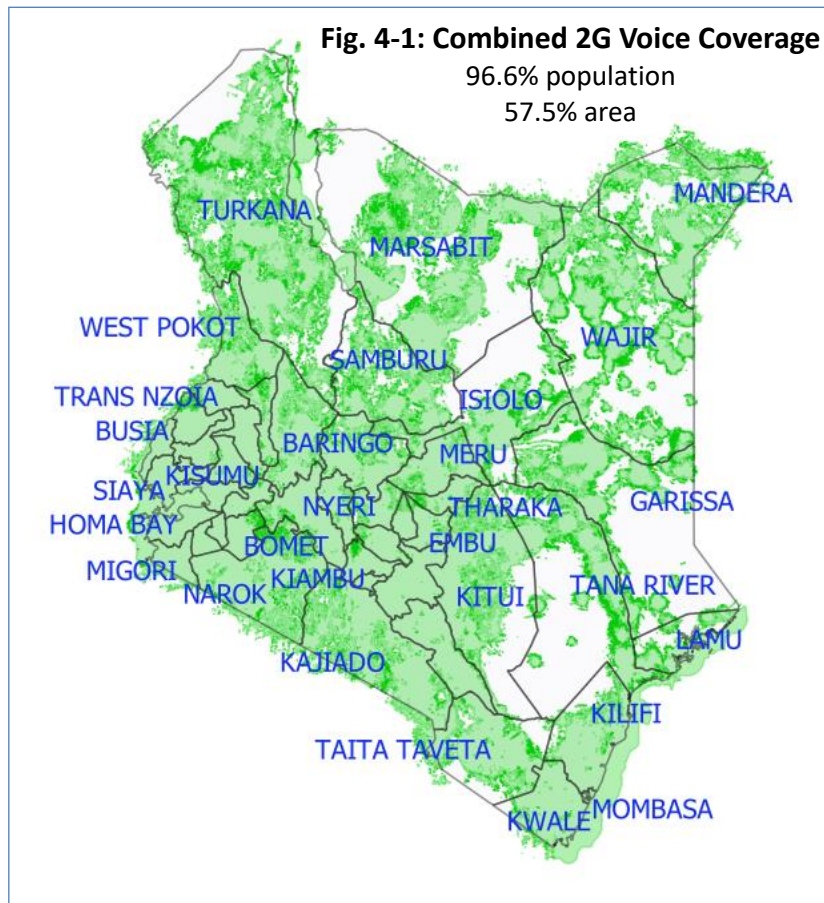 Fig. 4-1: Combined 2G Voice Coverage
96.6% population
57.5% area
MANDERA
TURKANA
MARSABIT
WEST POKOT
WAJIR
SAMBURU
TRANS NZOIA
ISIOLO
BUSIA
BARINGO
MERU
KISUMU
SIAYA
NYERI
THARAKA
GARISSA
HOMA BAY
BOMET
EMBU
MIGORI
KIAMBU
TANA RIVER
NAROK
KITUI
LAMU
KAJIADO
KILIFI
TAITA TAVETA
MOMBASA
KWALE